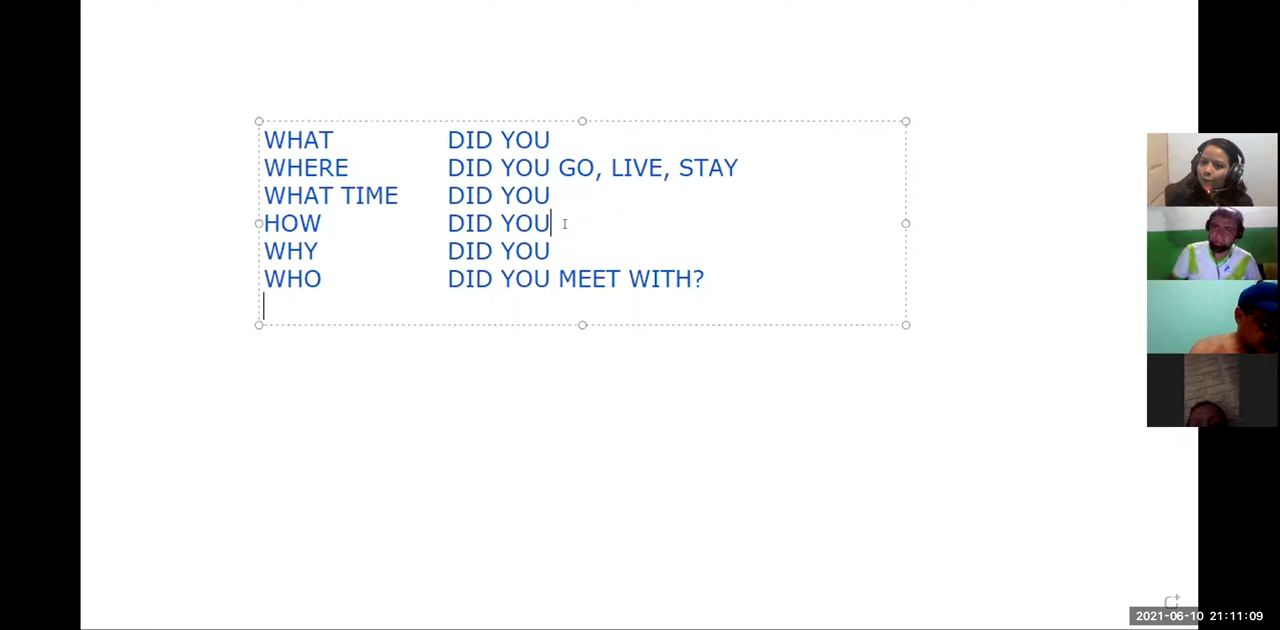 WHAT DID YOU
WHERE DID YOU GO, LIVE, STAY
WHAT TIME DID YOU
HOW DID YOU
WHY DID YOU
WHO DID YOU MEET WITH?
2021-06-10 21:11:09